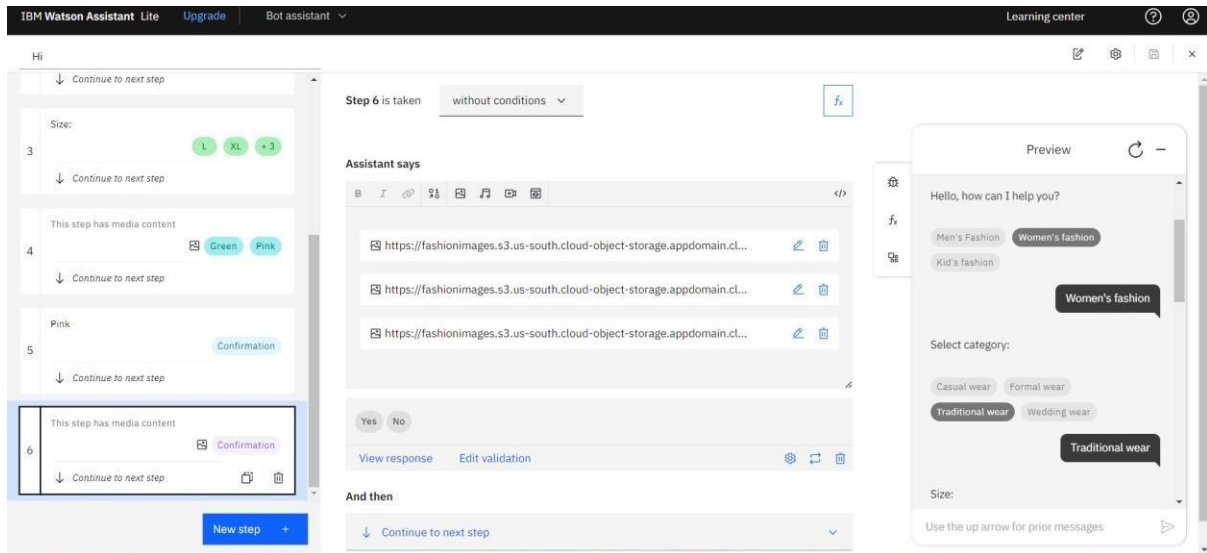 IBM Watson Assistant Lite Upgrade Bot assistant Learning center
Hi
Continue to next step
3
Size:
L XL + 3
Continue to next step
4
This step has media content
Green Pink
Continue to next step
5
Pink
Confirmation
Continue to next step
6
This step has media content
Confirmation
Continue to next step
New step +
Step 6 is taken without conditions
fx
Assistant says
B I </>
https://fashionimages.s3.us-south.cloud-object-storage.appdomain.cl...
https://fashionimages.s3.us-south.cloud-object-storage.appdomain.cl...
https://fashionimages.s3.us-south.cloud-object-storage.appdomain.cl...
Yes No
View response Edit validation
And then
Continue to next step
fx
Preview
Hello, how can I help you?
Men's Fashion Women's fashion
Kid's fashion
Women's fashion
Select category:
Casual wear Formal wear
Traditional wear Wedding wear
Traditional wear
Size:
Use the up arrow for prior messages